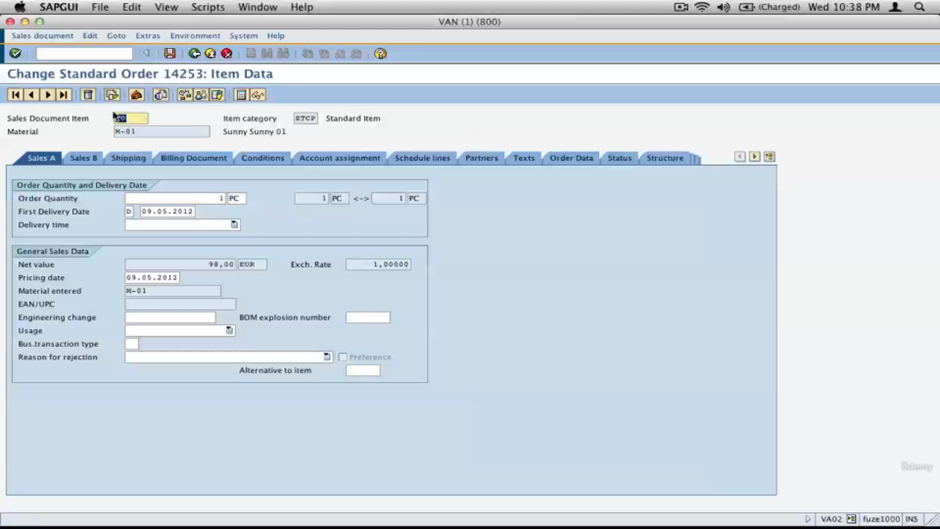 SAPGUI File Edit View Scripts Window Help (Charged) Wed 10:38 PM
VAN (1) (800)
Sales document Edit Goto Extras Environment System Help
Change Standard Order 14253: Item Data
Sales Document Item Item category Standard Item
Material M-01 Sunny Sunny 01
Sales A Sales B Shipping Billing Document Conditions Account assignment Schedule lines Partners Texts Order Data Status Structure
Order Quantity and Delivery Date
Order Quantity 1 PC 1 PC <-> 1 PC
First Delivery Date D 09.05.2012
Delivery time
General Sales Data
Net value 98,00 EUR Exch. Rate 1,00000
Pricing date 09.05.2012
Material entered M-01
EAN/UPC
Engineering change BOM explosion number
Usage
Bus.transaction type
Reason for rejection Preference
Alternative to item
Udemy
VA02 fuze1000 INS